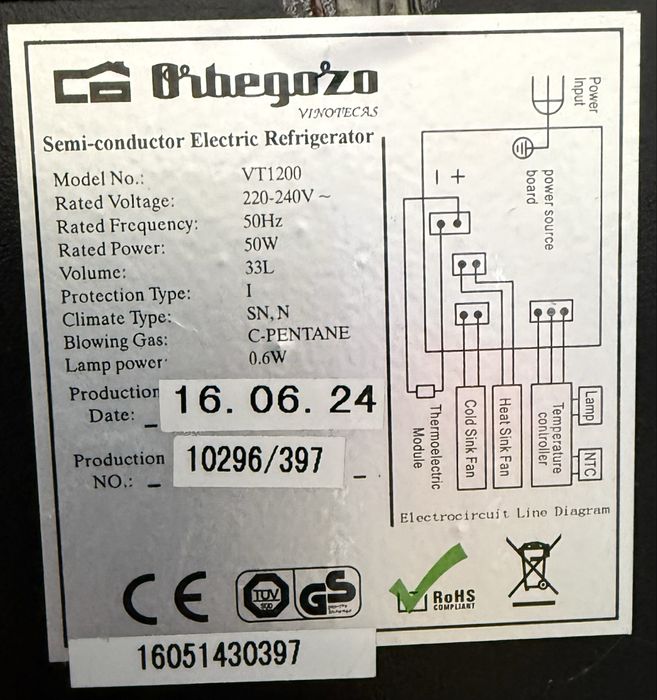 Orbegozo
VINOTECAS
Semi-conductor Electric Refrigerator
Model No.: VT1200
Rated Voltage: 220-240V ~
Rated Frequency: 50Hz
Rated Power: 50W
Volume: 33L
Protection Type: I
Climate Type: SN, N
Blowing Gas: C-PENTANE
Lamp power: 0.6W
Production Date: _ 16. 06. 24
Production NO.: _ 10296/397 _
Power Input
power source board
- +
Thermoelectric Module
Cold Sink Fan
Heat Sink Fan
Temperature controller
Lamp
NTC
Electrocircuit Line Diagram
CE
TÜV
GS
RoHS
COMPLIANT
16051430397